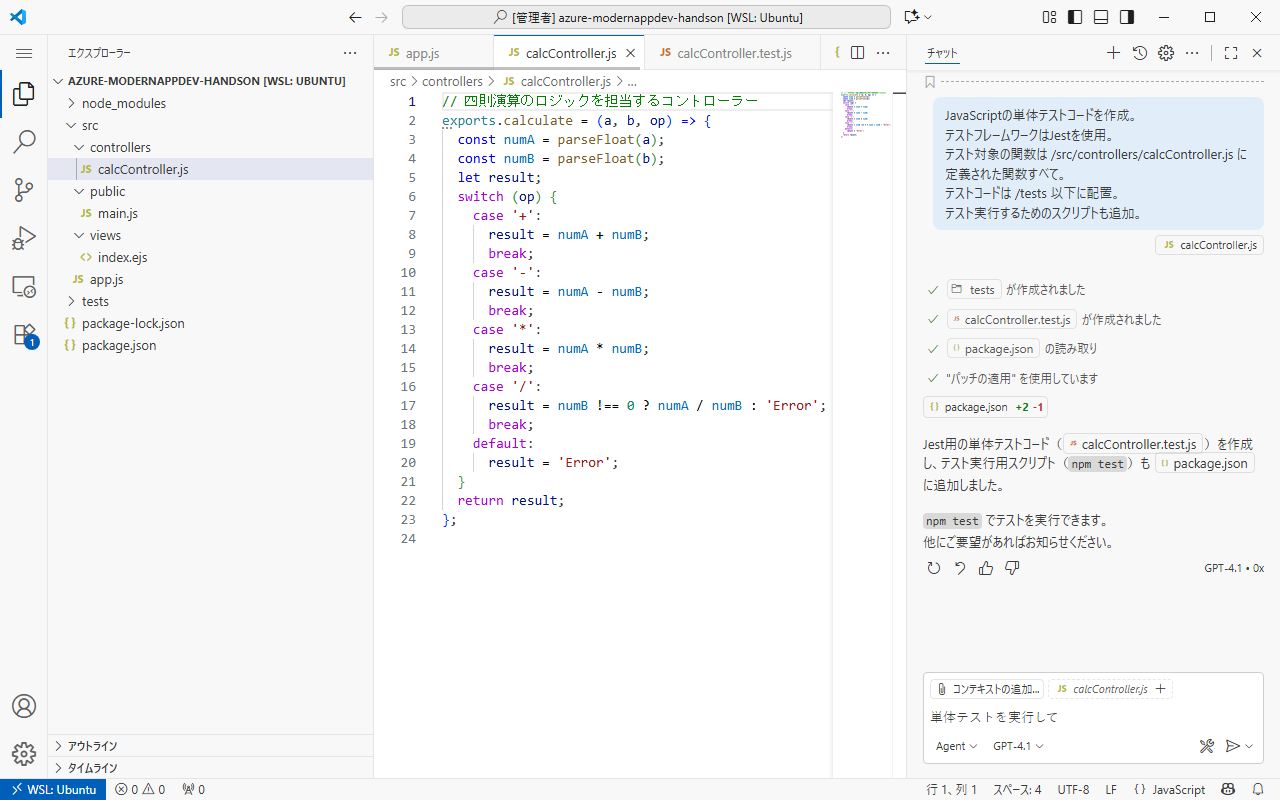 [管理者] azure-modernappdev-handson [WSL: Ubuntu]
エクスプローラー
AZURE-MODERNAPPDEV-HANDSON [WSL: UBUNTU]
node_modules
src
controllers
JS calcController.js
public
JS main.js
views
<> index.ejs
JS app.js
tests
{} package-lock.json
{} package.json
アウトライン
タイムライン
1
JS app.js
JS calcController.js
JS calcController.test.js
{
src > controllers > JS calcController.js > ...
1 // 四則演算のロジックを担当するコントローラー
2 exports.calculate = (a, b, op) => {
3 const numA = parseFloat(a);
4 const numB = parseFloat(b);
5 let result;
6 switch (op) {
7 case '+':
8 result = numA + numB;
9 break;
10 case '-':
11 result = numA - numB;
12 break;
13 case '*':
14 result = numA * numB;
15 break;
16 case '/':
17 result = numB !== 0 ? numA / numB : 'Error';
18 break;
19 default:
20 result = 'Error';
21 }
22 return result;
23 };
24
チャット
JavaScriptの単体テストコードを作成。
テストフレームワークはJestを使用。
テスト対象の関数は /src/controllers/calcController.js に
定義された関数すべて。
テストコードは /tests 以下に配置。
テスト実行するためのスクリプトも追加。
JS calcController.js
tests が作成されました
JS calcController.test.js が作成されました
{} package.json の読み取り
"パッチの適用" を使用しています
{} package.json +2 -1
Jest用の単体テストコード（JS calcController.test.js）を作成
し、テスト実行用スクリプト（npm test）も {} package.json
に追加しました。
npm test でテストを実行できます。
他にご要望があればお知らせください。
GPT-4.1 • 0x
コンテキストの追加...
JS calcController.js +
単体テストを実行して
Agent
GPT-4.1
WSL: Ubuntu
0 0
0
行 1、列 1
スペース: 4
UTF-8
LF
{} JavaScript